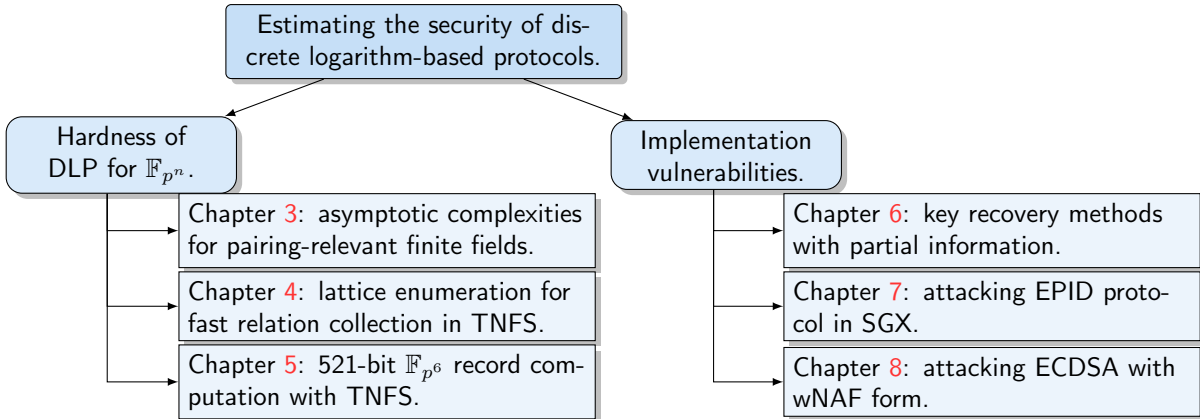 Estimating the security of dis-
crete logarithm-based protocols.
Hardness of
DLP for 𝔽_{p^n}.
Chapter 3: asymptotic complexities
for pairing-relevant finite fields.
Chapter 4: lattice enumeration for
fast relation collection in TNFS.
Chapter 5: 521-bit 𝔽_{p^6} record com-
putation with TNFS.
Implementation
vulnerabilities.
Chapter 6: key recovery methods
with partial information.
Chapter 7: attacking EPID proto-
col in SGX.
Chapter 8: attacking ECDSA with
wNAF form.